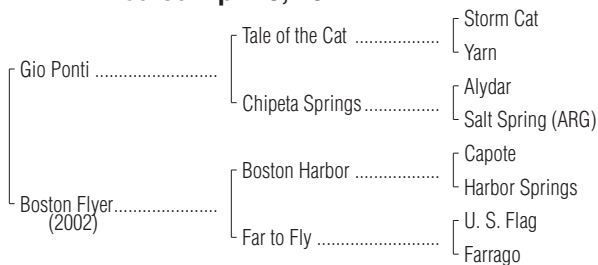 Storm Cat
Tale of the Cat ..................
Yarn
Gio Ponti ..........................
Alydar
Chipeta Springs ................
Salt Spring (ARG)
Capote
Boston Harbor ..................
Harbor Springs
Boston Flyer......................
(2002)
U. S. Flag
Far to Fly ..........................
Farrago